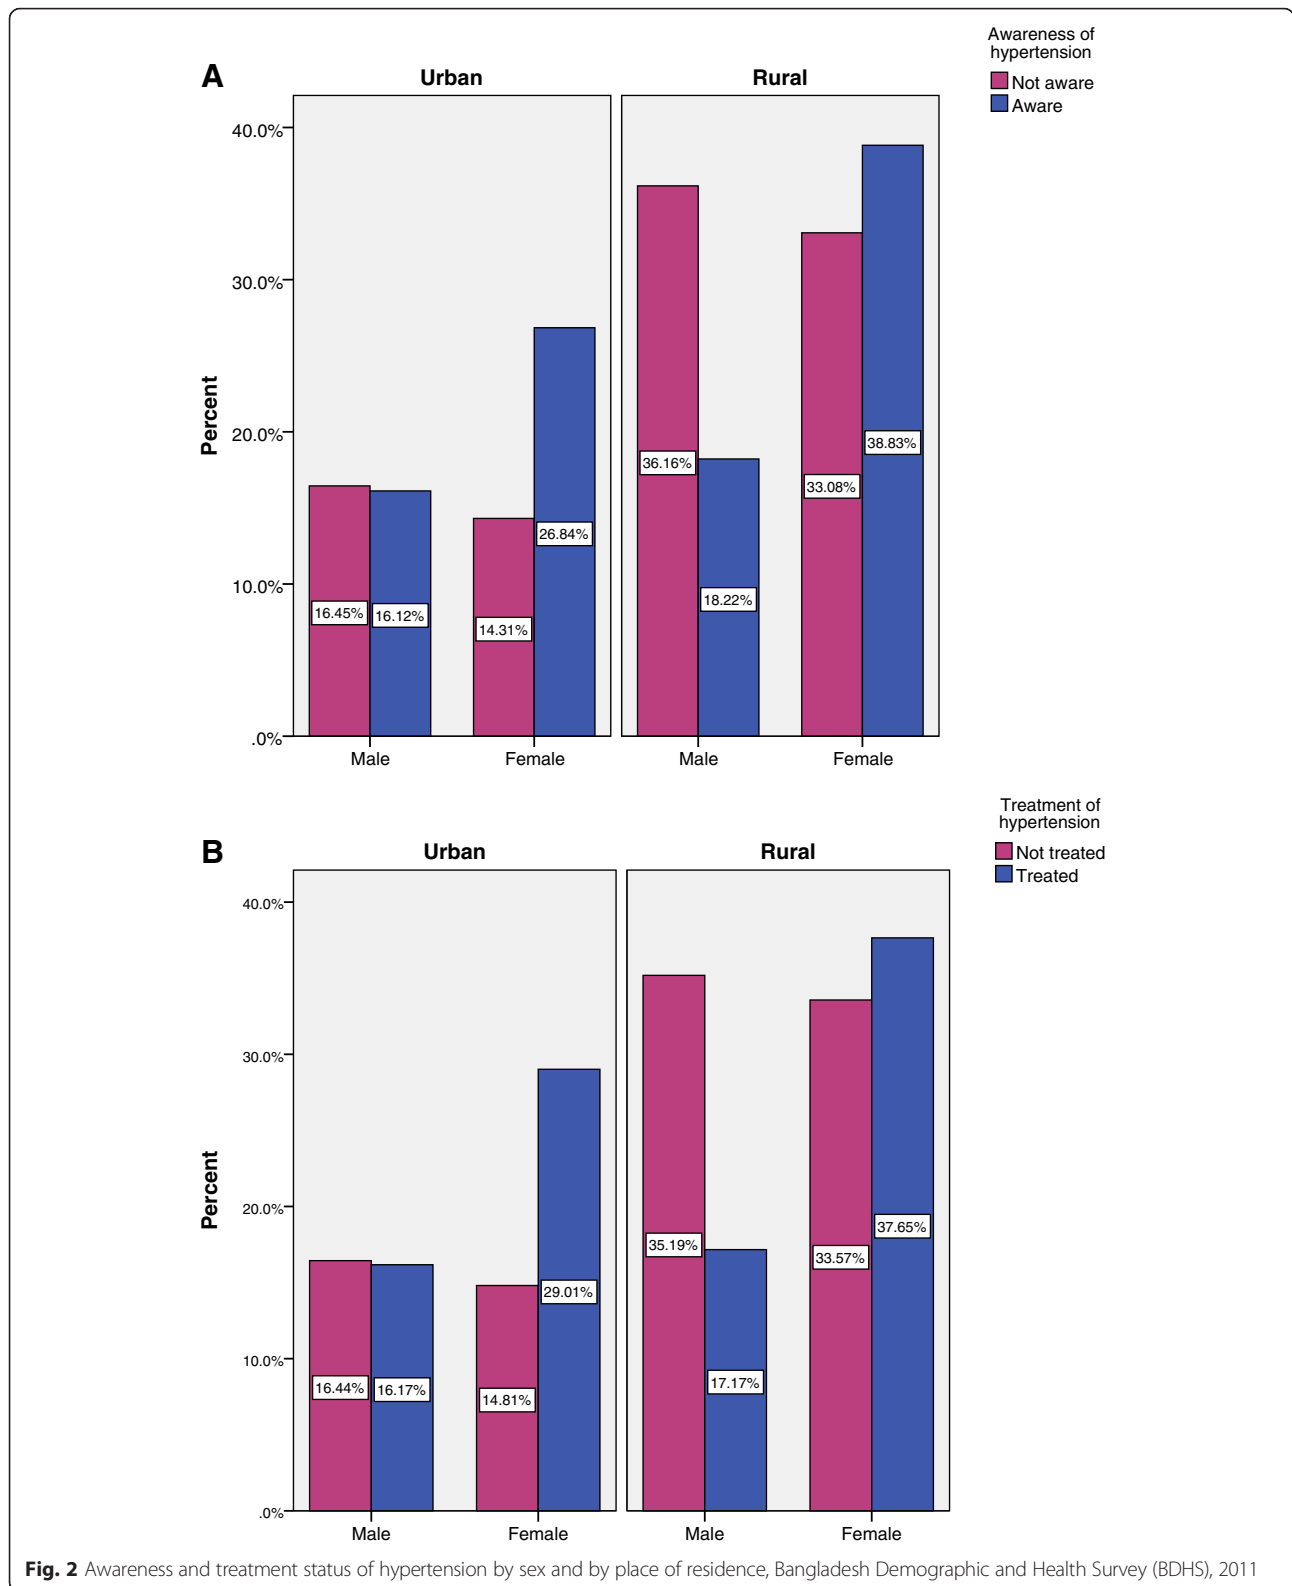 Awareness of
hypertension
Not aware
Aware
A
Urban
Rural
40.0%
30.0%
20.0%
10.0%
.0%
Percent
16.45%
16.12%
14.31%
26.84%
36.16%
18.22%
33.08%
38.83%
Male
Female
Male
Female
Treatment of
hypertension
Not treated
Treated
B
Urban
Rural
40.0%
30.0%
20.0%
10.0%
.0%
Percent
16.44%
16.17%
14.81%
29.01%
35.19%
17.17%
33.57%
37.65%
Male
Female
Male
Female
Fig. 2 Awareness and treatment status of hypertension by sex and by place of residence, Bangladesh Demographic and Health Survey (BDHS), 2011